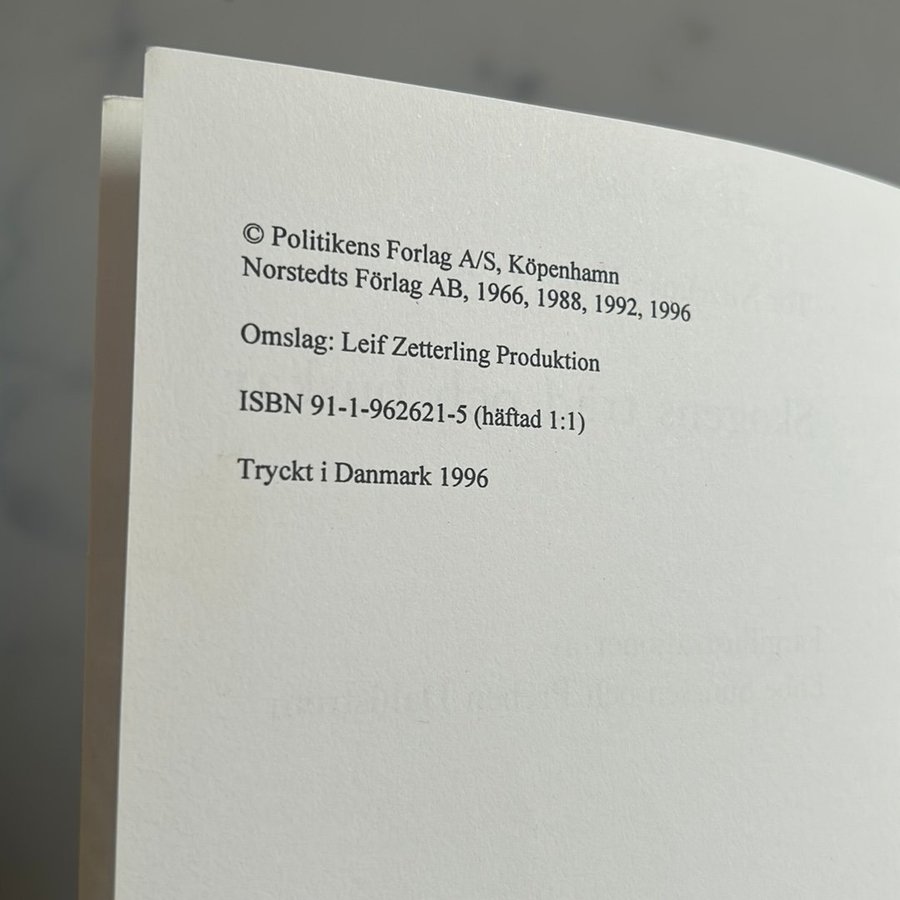 © Politikens Forlag A/S, Köpenhamn
Norstedts Förlag AB, 1966, 1988, 1992, 1996
Omslag: Leif Zetterling Produktion
ISBN 91-1-962621-5 (häftad 1:1)
Tryckt i Danmark 1996